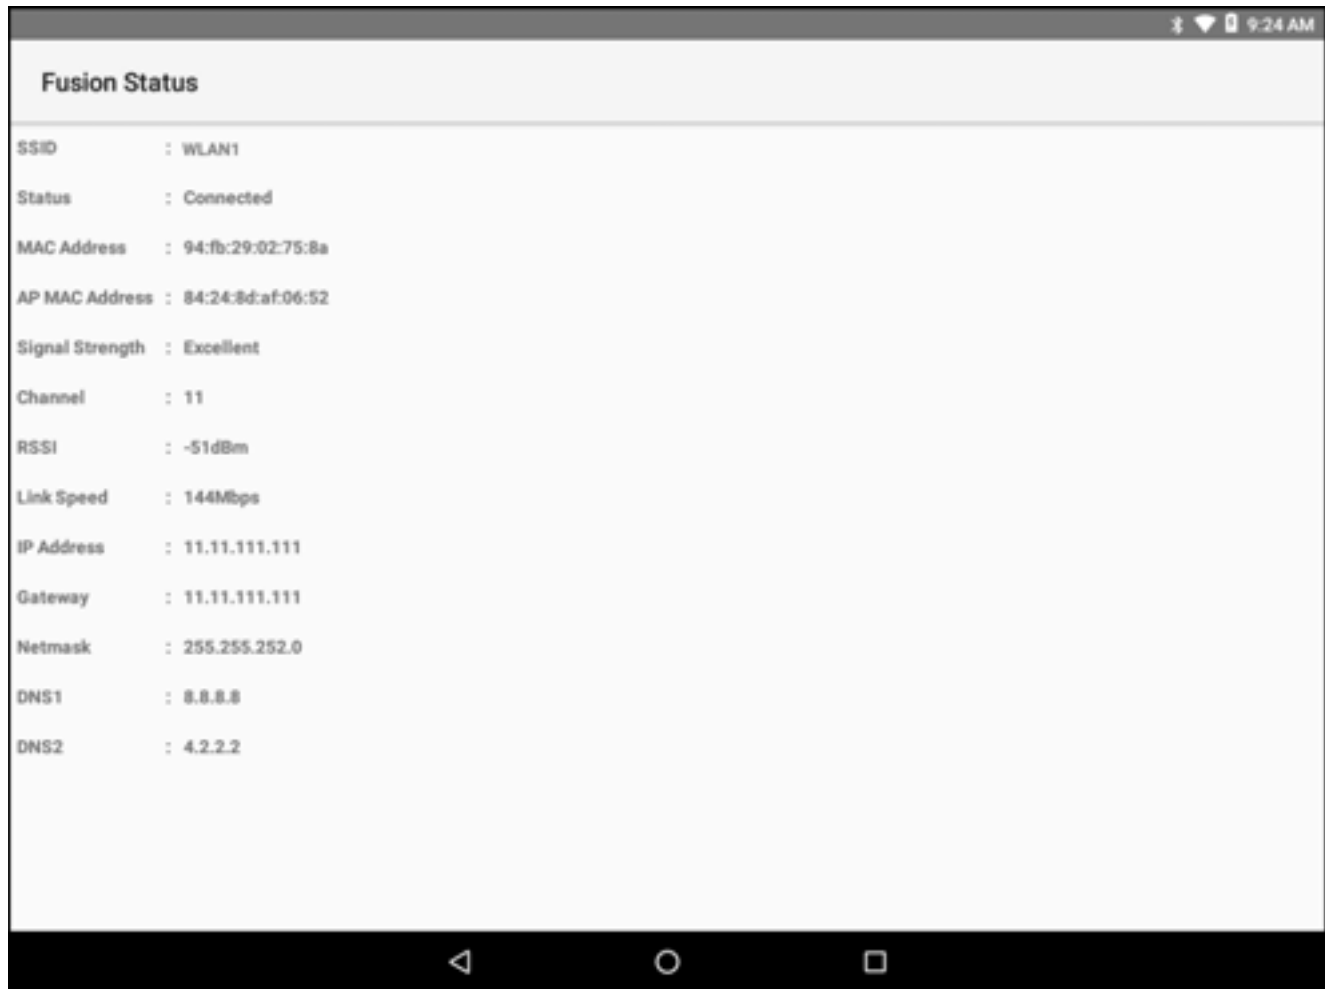 9:24 AM
Fusion Status
SSID : WLAN1
Status : Connected
MAC Address : 94:fb:29:02:75:8a
AP MAC Address : 84:24:8d:af:06:52
Signal Strength : Excellent
Channel : 11
RSSI : -51dBm
Link Speed : 144Mbps
IP Address : 11.11.111.111
Gateway : 11.11.111.111
Netmask : 255.255.252.0
DNS1 : 8.8.8.8
DNS2 : 4.2.2.2